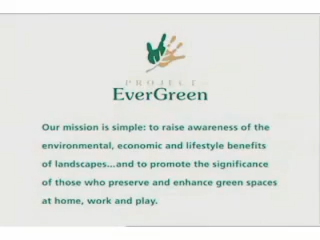 PROJECT
EverGreen
Our mission is simple: to raise awareness of the
environmental, economic and lifestyle benefits
of landscapes...and to promote the significance
of those who preserve and enhance green spaces
at home, work and play.